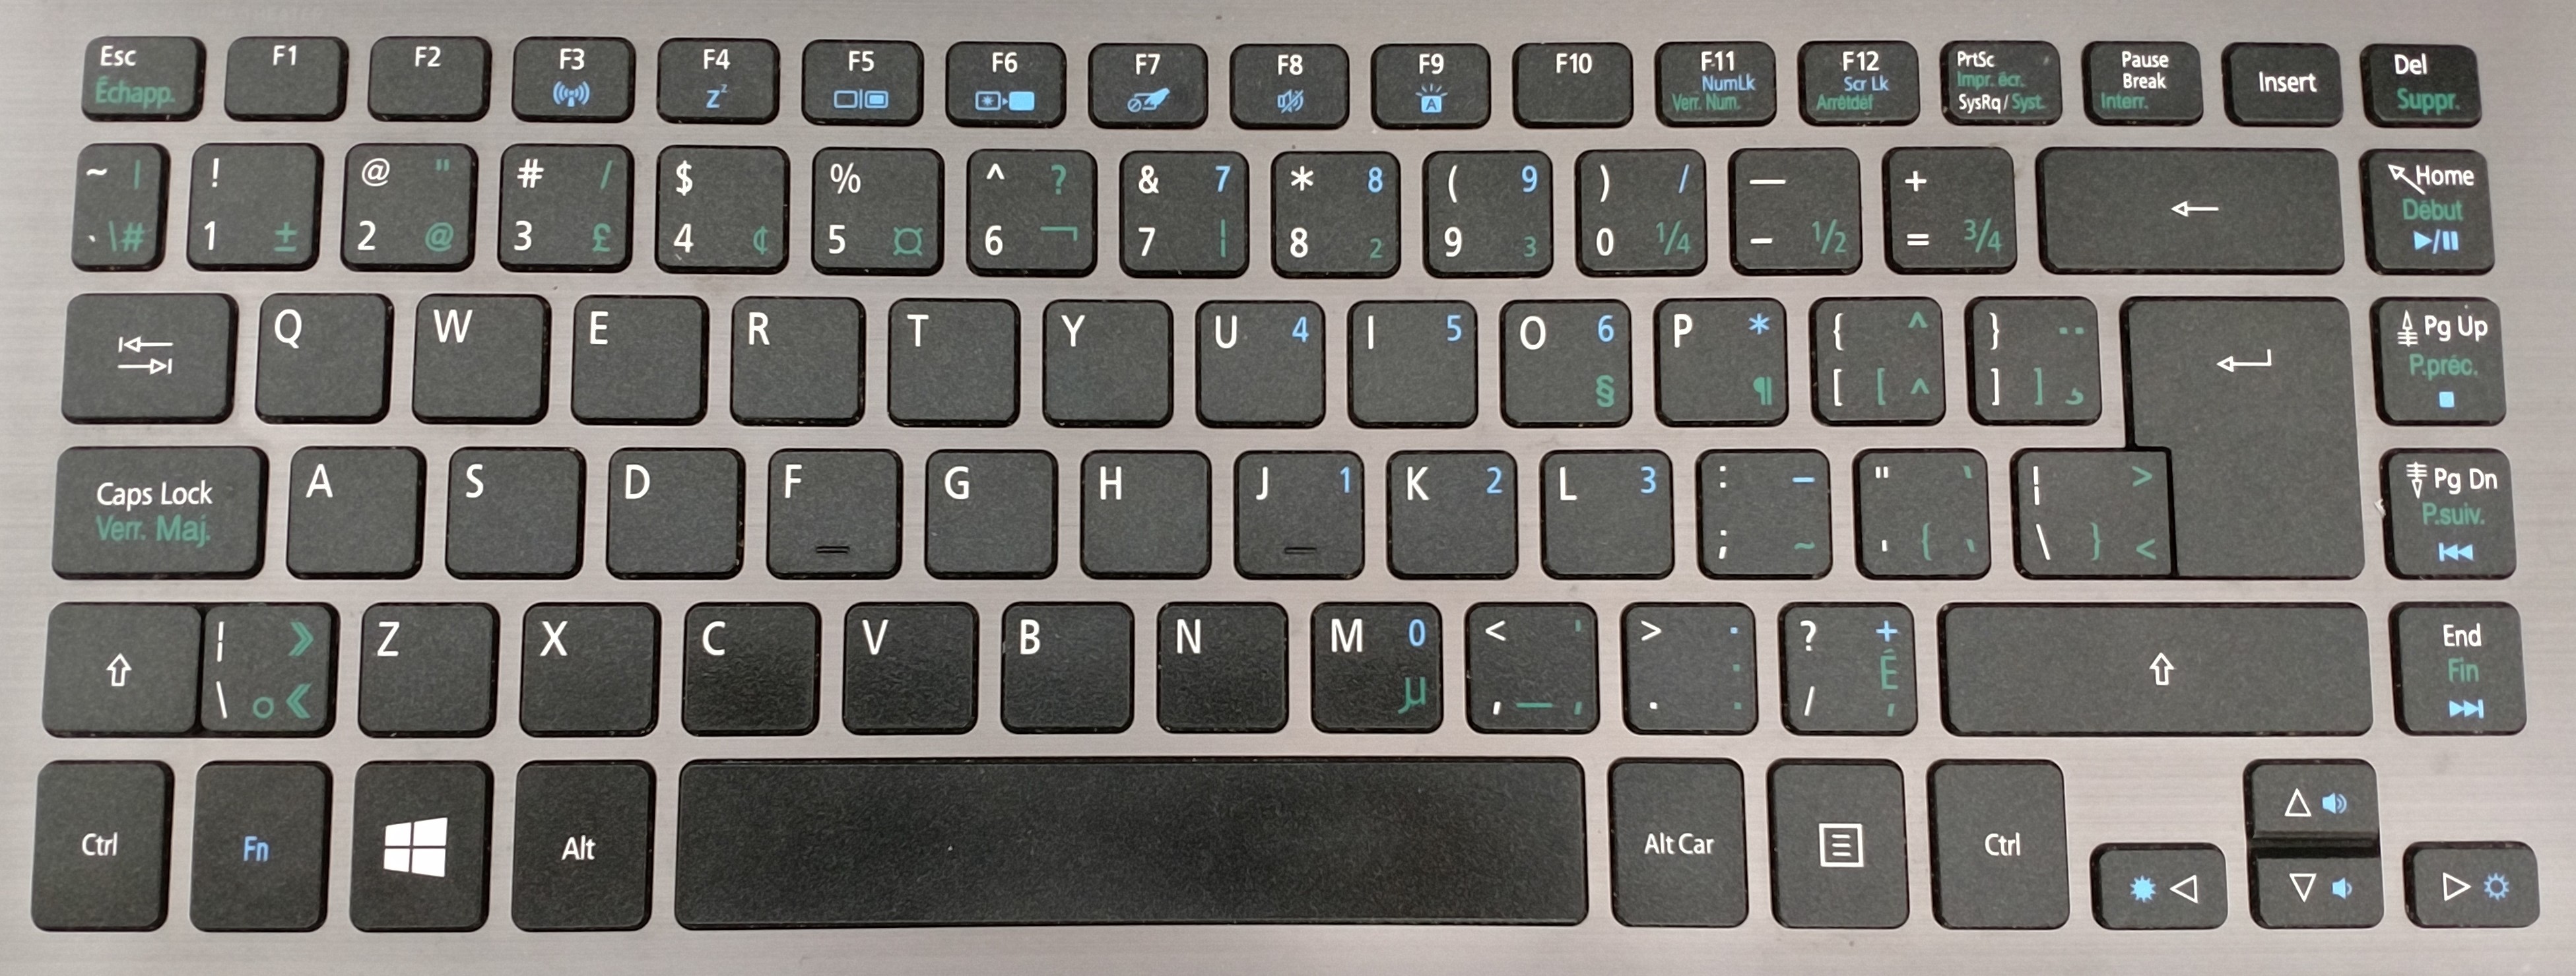 Esc F1 F2 F3 F4 F5 F6 F7 F8 F9 F10 F11 F12 PrtSc Pause Insert Del
Échapp. Zz A NumLk Scr Lk Impr. écr. Break Suppr.
Verr. Num. Arrêtdéf SysRq / Syst. Interr.
~ | ! @ " # / $ % ^ ? & 7 * 8 ( 9 ) / — + ↖Home
` \ # 1 ± 2 @ 3 £ 4 ¢ 5 ¤ 6 ¬ 7 ¦ 8 2 9 3 0 ¼ - ½ = ¾ ← Début
▶/II
Q W E R T Y U 4 I 5 O 6 P * { ^ } ¨ Pg Up
§ ¶ [ [ ^ ] ] ¸ P.préc.
Caps Lock A S D F G H J 1 K 2 L 3 : − " ` ¦ > Pg Dn
Verr. Maj. ; ~ ' { ` \ } < P.suiv.
⇧ ¦ » Z X C V B N M 0 < ' > . : ? + É ⇧ End
\ ° « µ , — , . . / ' Fin
Ctrl Fn Alt Alt Car Ctrl